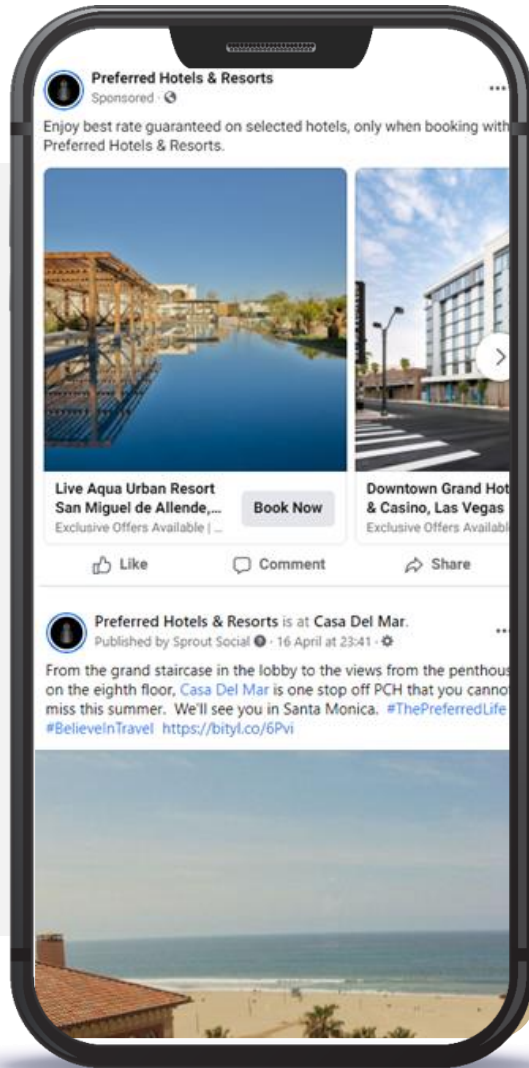 Preferred Hotels & Resorts
Sponsored ·
Enjoy best rate guaranteed on selected hotels, only when booking with
Preferred Hotels & Resorts.
Live Aqua Urban Resort
San Miguel de Allende,...
Exclusive Offers Available | ...
Book Now
Downtown Grand Hot
& Casino, Las Vegas
Exclusive Offers Availabl
Like
Comment
Share
Preferred Hotels & Resorts is at Casa Del Mar.
Published by Sprout Social · 16 April at 23:41 ·
From the grand staircase in the lobby to the views from the penthous
on the eighth floor, Casa Del Mar is one stop off PCH that you canno
miss this summer. We'll see you in Santa Monica. #ThePreferredLife
#BelieveInTravel https://bityl.co/6Pvi